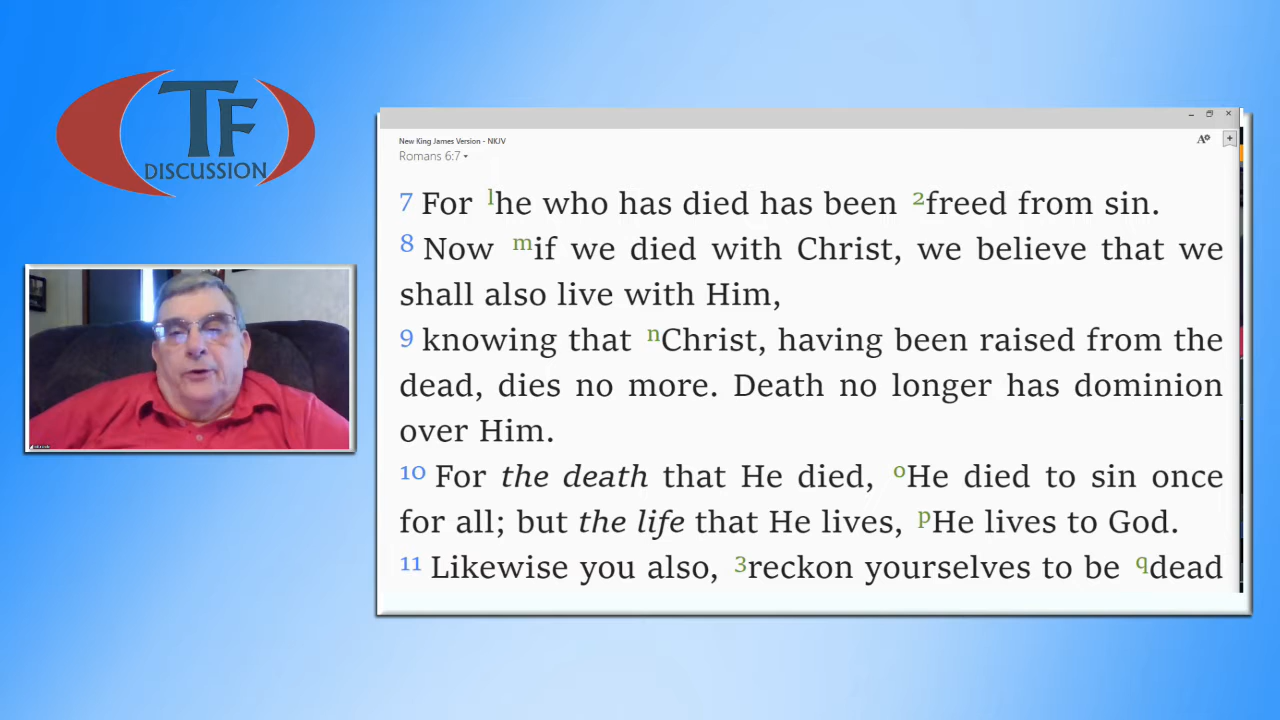 TF
DISCUSSION
New King James Version - NKJV
Romans 6:7
7 For lhe who has died has been 2freed from sin.
8 Now mif we died with Christ, we believe that we
shall also live with Him,
9 knowing that nChrist, having been raised from the
dead, dies no more. Death no longer has dominion
over Him.
10 For the death that He died, oHe died to sin once
for all; but the life that He lives, pHe lives to God.
11 Likewise you also, 3reckon yourselves to be qdead